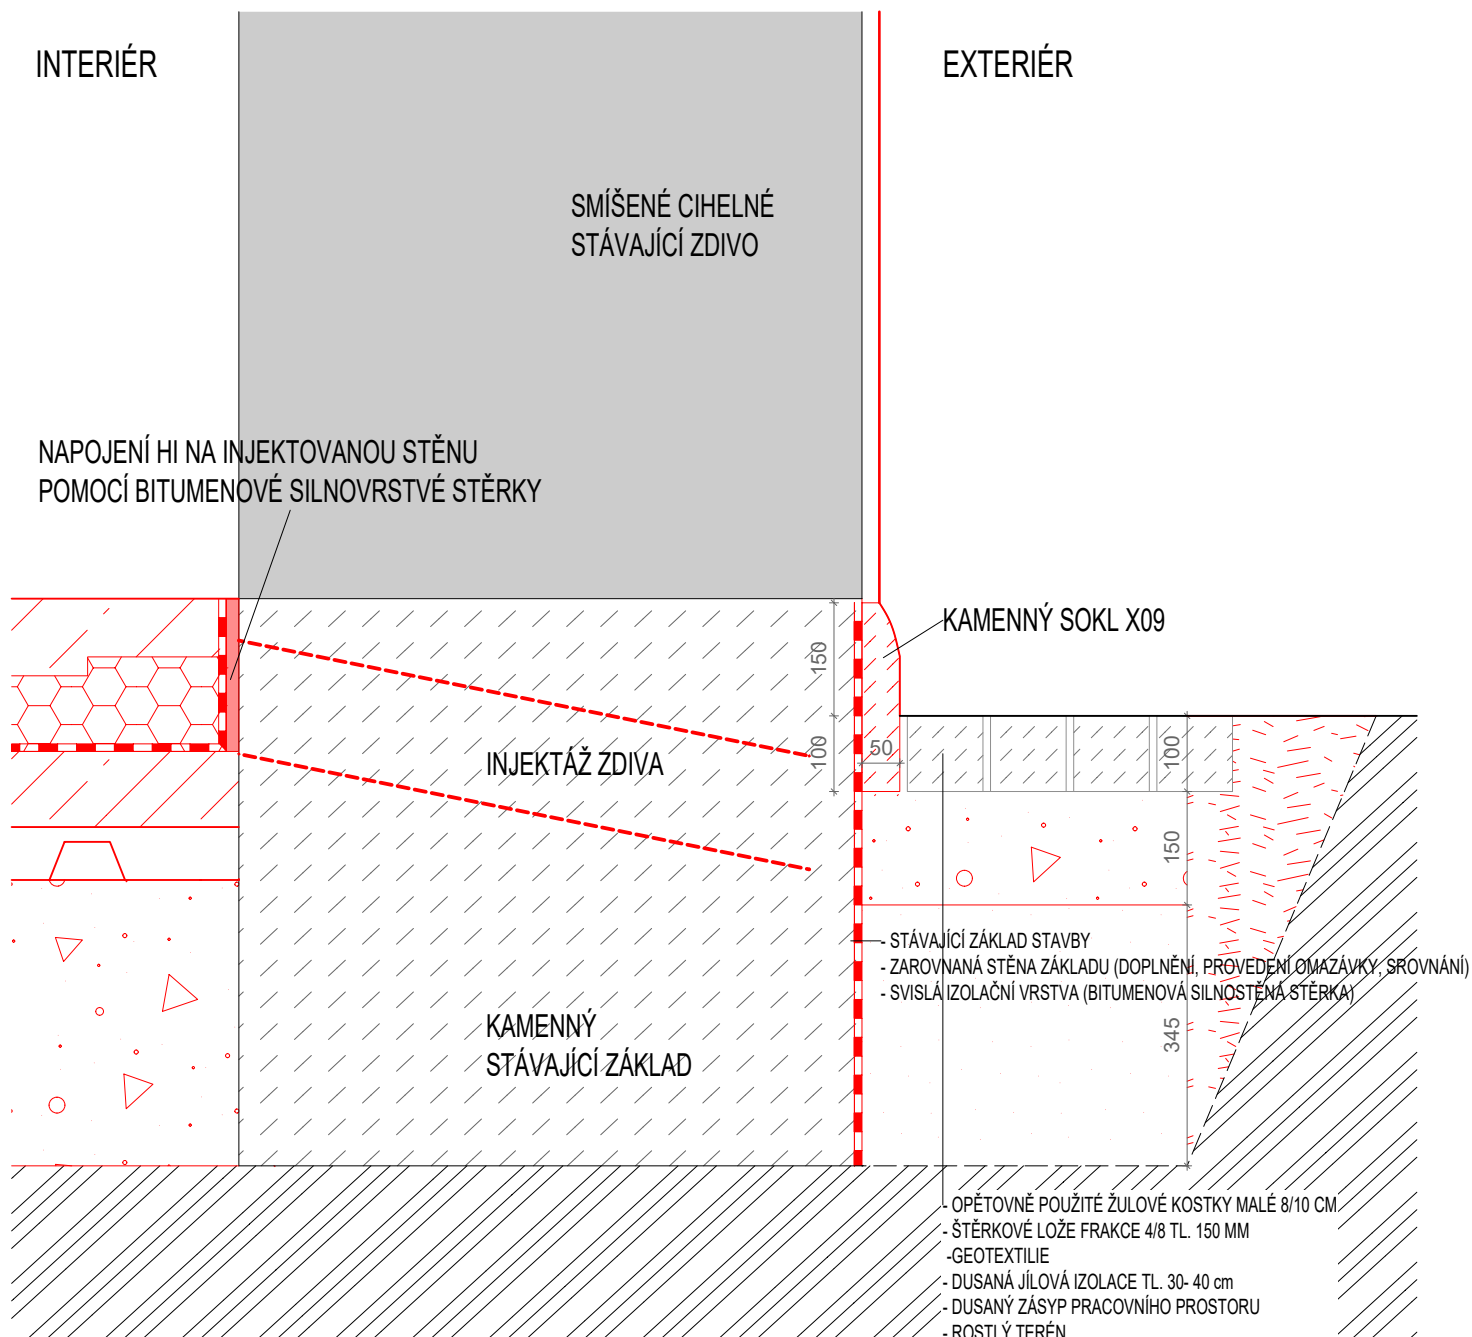 INTERIÉR
EXTERIÉR
SMÍŠENÉ CIHELNÉ
STÁVAJÍCÍ ZDIVO
NAPOJENÍ HI NA INJEKTOVANOU STĚNU
POMOCÍ BITUMENOVÉ SILNOVRSTVÉ STĚRKY
KAMENNÝ SOKL X09
150
100
50
100
INJEKTÁŽ ZDIVA
150
- STÁVAJÍCÍ ZÁKLAD STAVBY
- ZAROVNANÁ STĚNA ZÁKLADU (DOPLNĚNÍ, PROVEDENÍ OMAZÁVKY, SROVNÁNÍ)
- SVISLÁ IZOLAČNÍ VRSTVA (BITUMENOVÁ SILNOSTĚNÁ STĚRKA)
345
KAMENNÝ
STÁVAJÍCÍ ZÁKLAD
- OPĚTOVNĚ POUŽITÉ ŽULOVÉ KOSTKY MALÉ 8/10 CM
- ŠTĚRKOVÉ LOŽE FRAKCE 4/8 TL. 150 MM
-GEOTEXTILIE
- DUSANÁ JÍLOVÁ IZOLACE TL. 30- 40 cm
- DUSANÝ ZÁSYP PRACOVNÍHO PROSTORU
- ROSTLÝ TERÉN